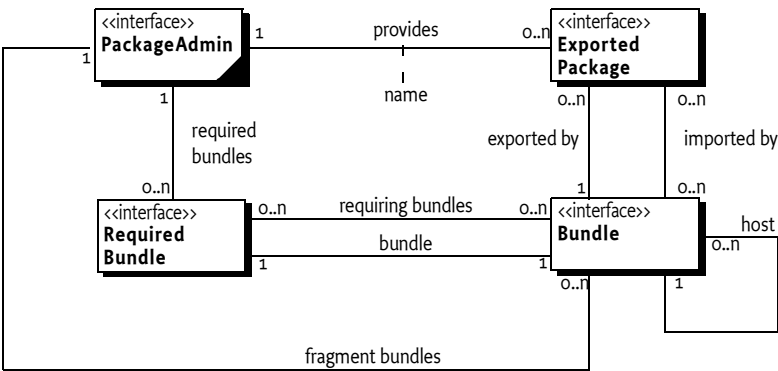 <<interface>>
PackageAdmin
1
provides
0..n
<<interface>>
Exported
Package
1
name
1
0..n
0..n
required
bundles
exported by
imported by
0..n
1
0..n
<<interface>>
Required
Bundle
0..n
requiring bundles
0..n
<<interface>>
Bundle
host
0..n
bundle
1
1
0..n
1
fragment bundles